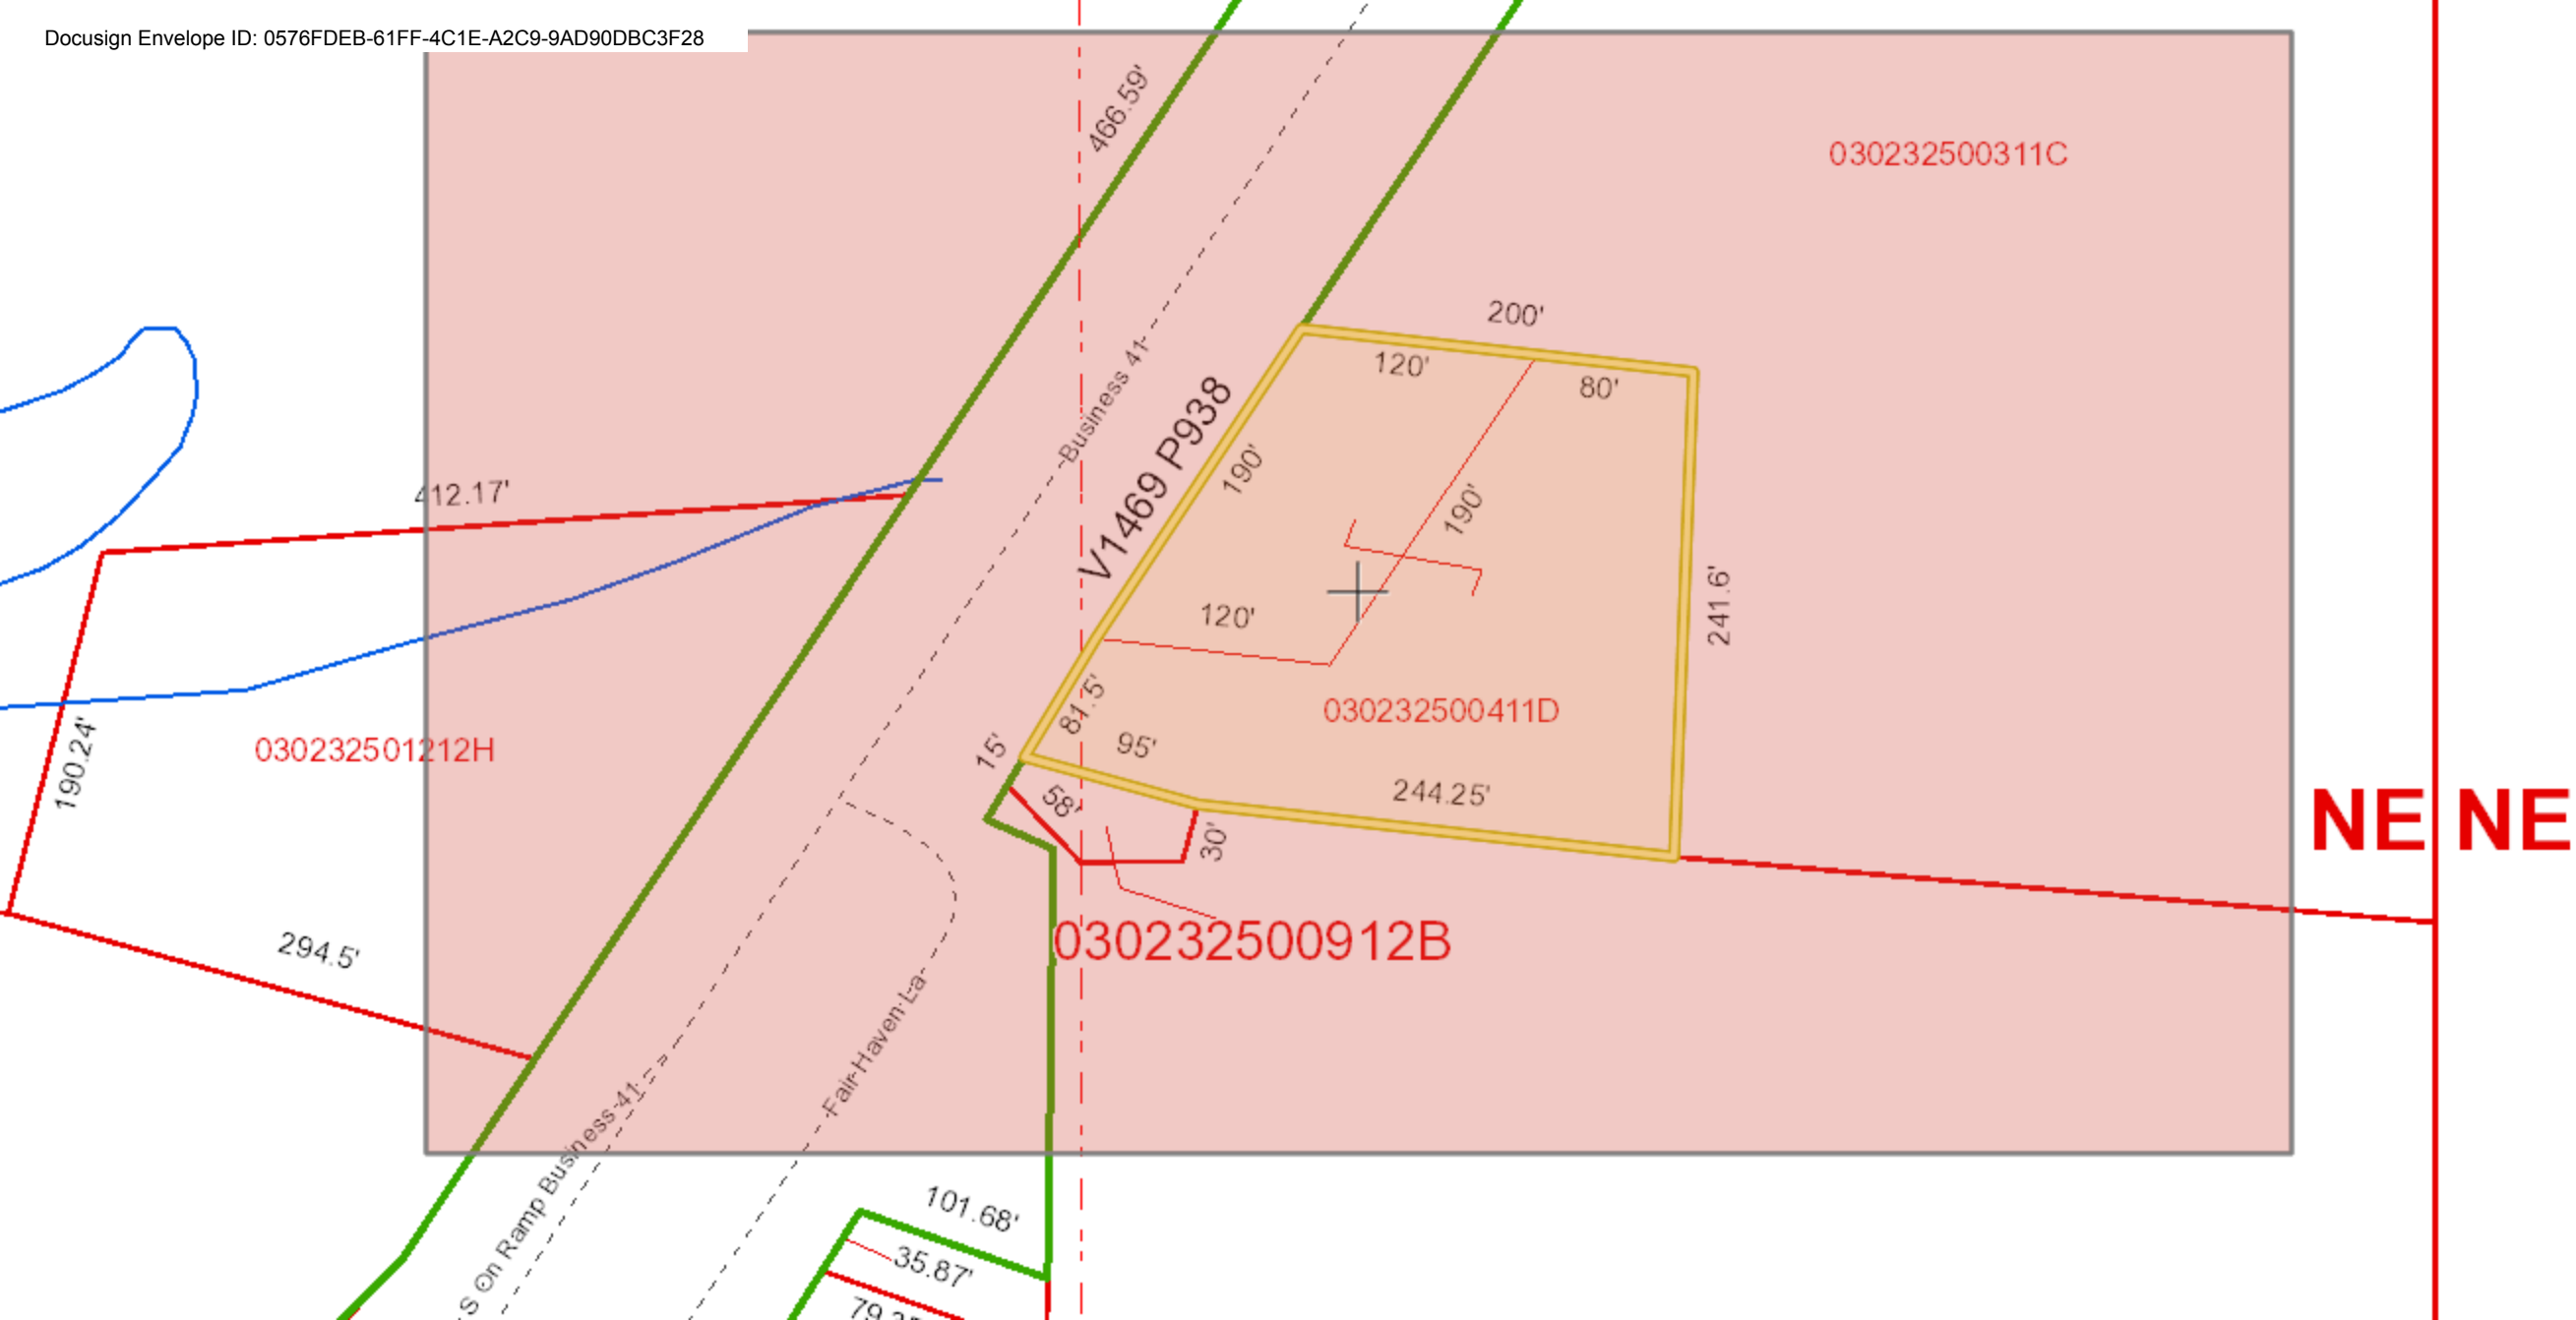 Docusign Envelope ID: 0576FDEB-61FF-4C1E-A2C9-9AD90DBC3F28
466.59'
030232500311C
200'
120'
80'
Business 41
V1469 P938
190'
190'
412.17'
241.6'
120'
81.5'
030232500411D
15'
95'
190.24'
030232501212H
58'
244.25'
30'
NE NE
030232500912B
294.5'
Fair Haven La
S On Ramp Business 41
101.68'
35.87'